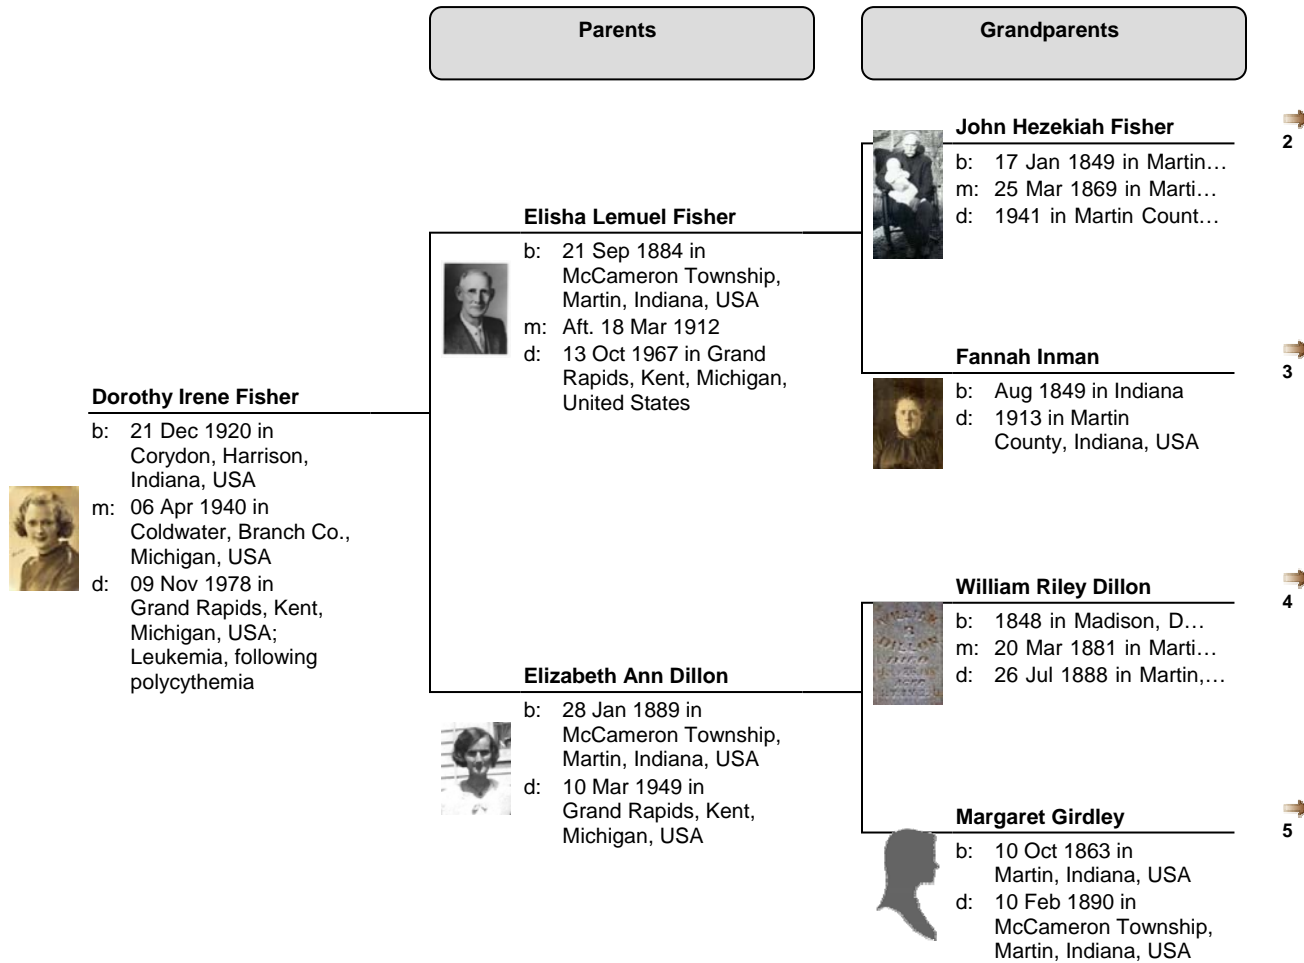 Parents
Grandparents
John Hezekiah Fisher
b: 17 Jan 1849 in Martin…
m: 25 Mar 1869 in Marti…
d: 1941 in Martin Count…
2
Elisha Lemuel Fisher
b: 21 Sep 1884 in
McCameron Township,
Martin, Indiana, USA
m: Aft. 18 Mar 1912
d: 13 Oct 1967 in Grand
Rapids, Kent, Michigan,
United States
Fannah Inman
b: Aug 1849 in Indiana
d: 1913 in Martin
County, Indiana, USA
3
Dorothy Irene Fisher
b: 21 Dec 1920 in
Corydon, Harrison,
Indiana, USA
m: 06 Apr 1940 in
Coldwater, Branch Co.,
Michigan, USA
d: 09 Nov 1978 in
Grand Rapids, Kent,
Michigan, USA;
Leukemia, following
polycythemia
William Riley Dillon
b: 1848 in Madison, D…
m: 20 Mar 1881 in Marti…
d: 26 Jul 1888 in Martin,…
4
DILLON
Elizabeth Ann Dillon
b: 28 Jan 1889 in
McCameron Township,
Martin, Indiana, USA
d: 10 Mar 1949 in
Grand Rapids, Kent,
Michigan, USA
Margaret Girdley
b: 10 Oct 1863 in
Martin, Indiana, USA
d: 10 Feb 1890 in
McCameron Township,
Martin, Indiana, USA
5